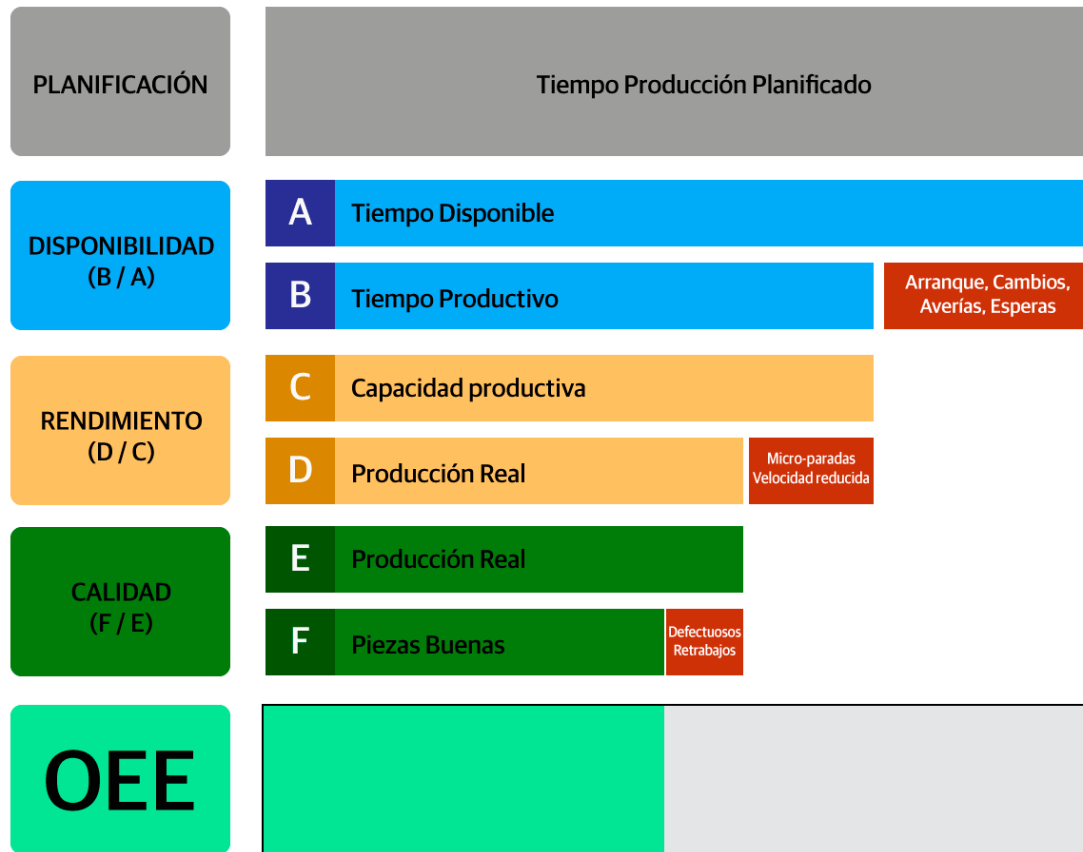 PLANIFICACIÓN
Tiempo Producción Planificado
DISPONIBILIDAD
(B / A)
A
Tiempo Disponible
B
Tiempo Productivo
Arranque, Cambios,
Averías, Esperas
RENDIMIENTO
(D / C)
C
Capacidad productiva
D
Producción Real
Micro-paradas
Velocidad reducida
CALIDAD
(F / E)
E
Producción Real
F
Piezas Buenas
Defectuosos
Retrabajos
OEE